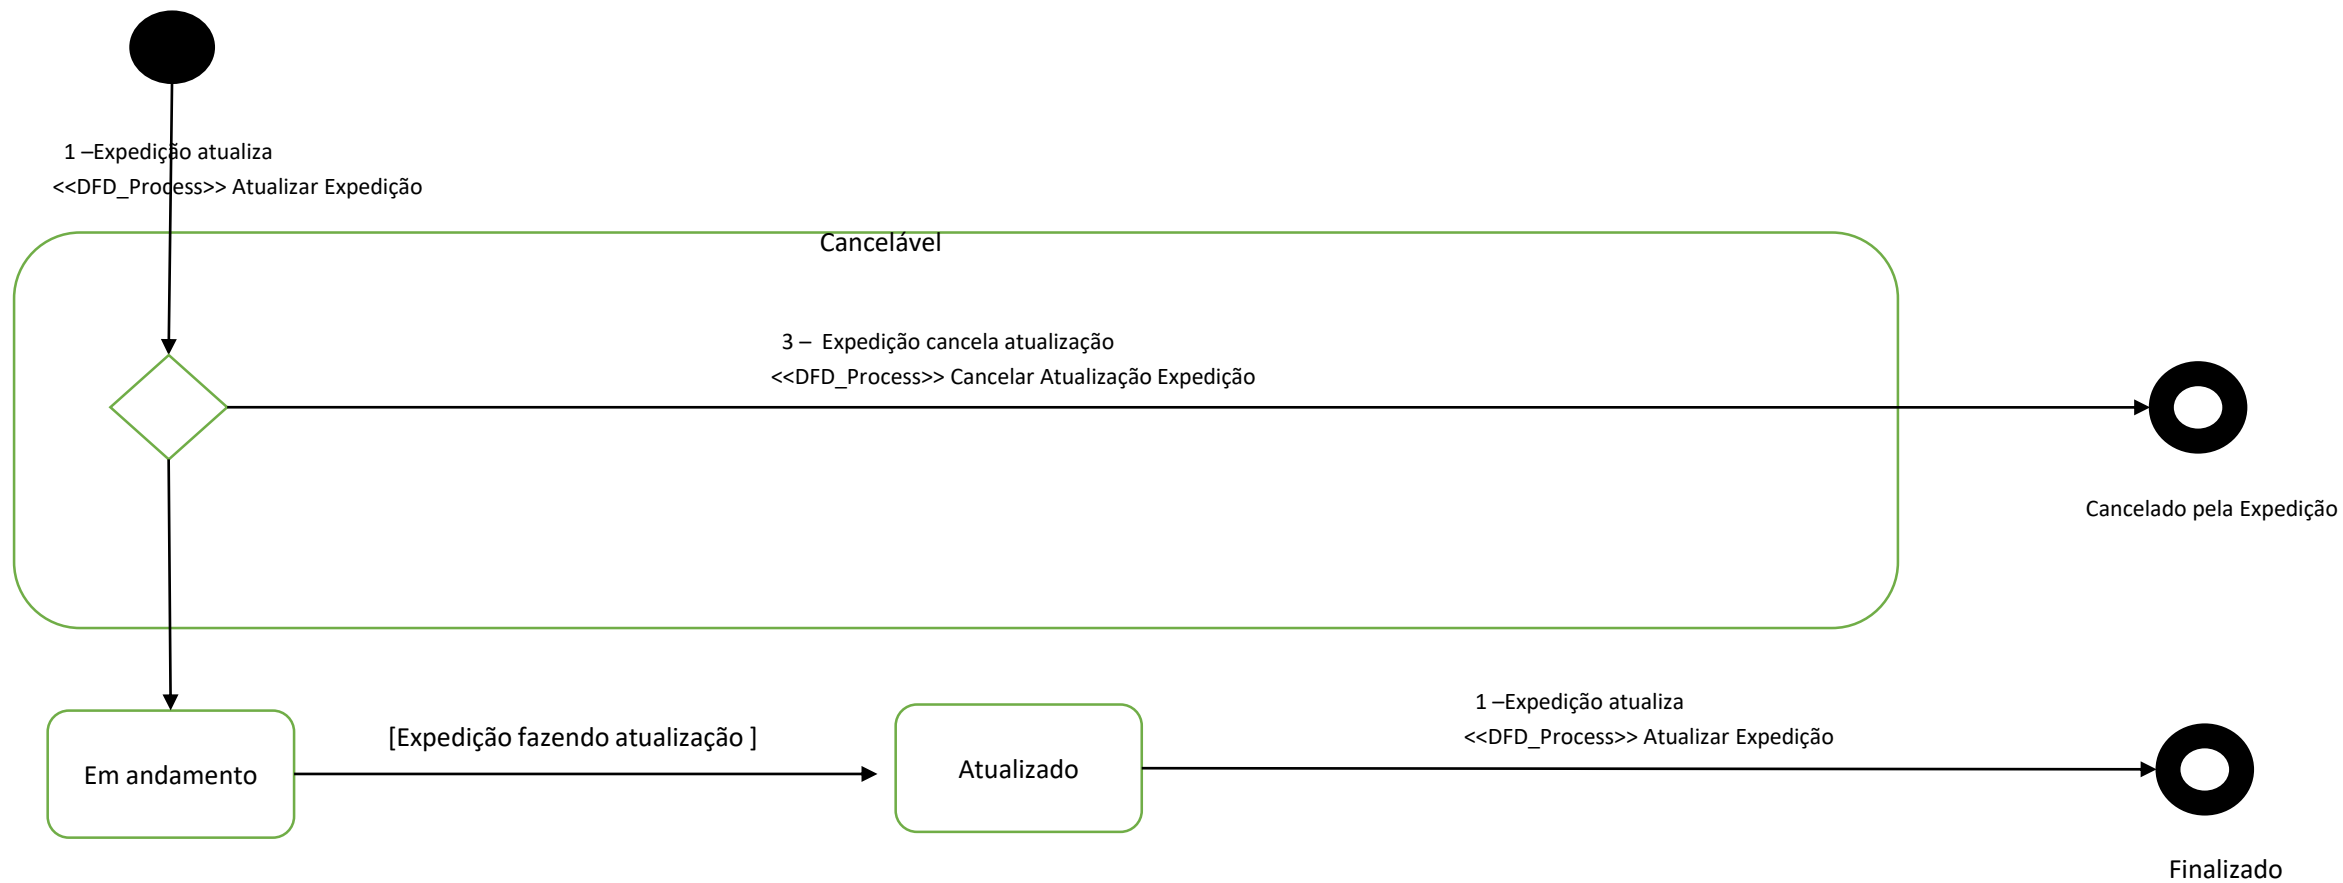 1 –Expedição atualiza
<<DFD_Process>> Atualizar Expedição
Cancelável
3 –  Expedição cancela atualização
<<DFD_Process>> Cancelar Atualização Expedição
Cancelado pela Expedição
1 –Expedição atualiza
<<DFD_Process>> Atualizar Expedição
[Expedição fazendo atualização ]
Em andamento
Atualizado
Finalizado